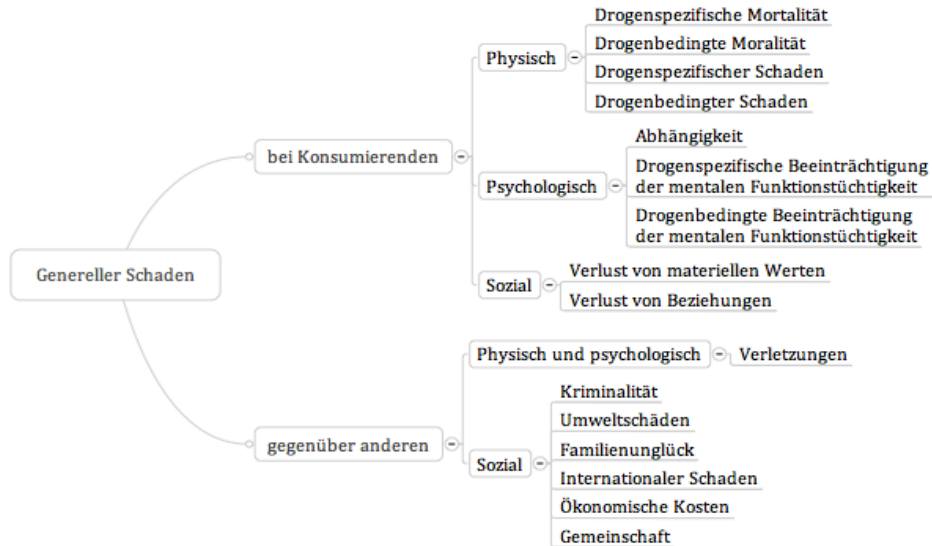 Genereller Schaden
bei Konsumierenden
Physisch
Drogenspezifische Mortalität
Drogenbedingte Moralität
Drogenspezifischer Schaden
Drogenbedingter Schaden
Psychologisch
Abhängigkeit
Drogenspezifische Beeinträchtigung
der mentalen Funktionstüchtigkeit
Drogenbedingte Beeinträchtigung
der mentalen Funktionstüchtigkeit
Sozial
Verlust von materiellen Werten
Verlust von Beziehungen
gegenüber anderen
Physisch und psychologisch
Verletzungen
Sozial
Kriminalität
Umweltschäden
Familienunglück
Internationaler Schaden
Ökonomische Kosten
Gemeinschaft